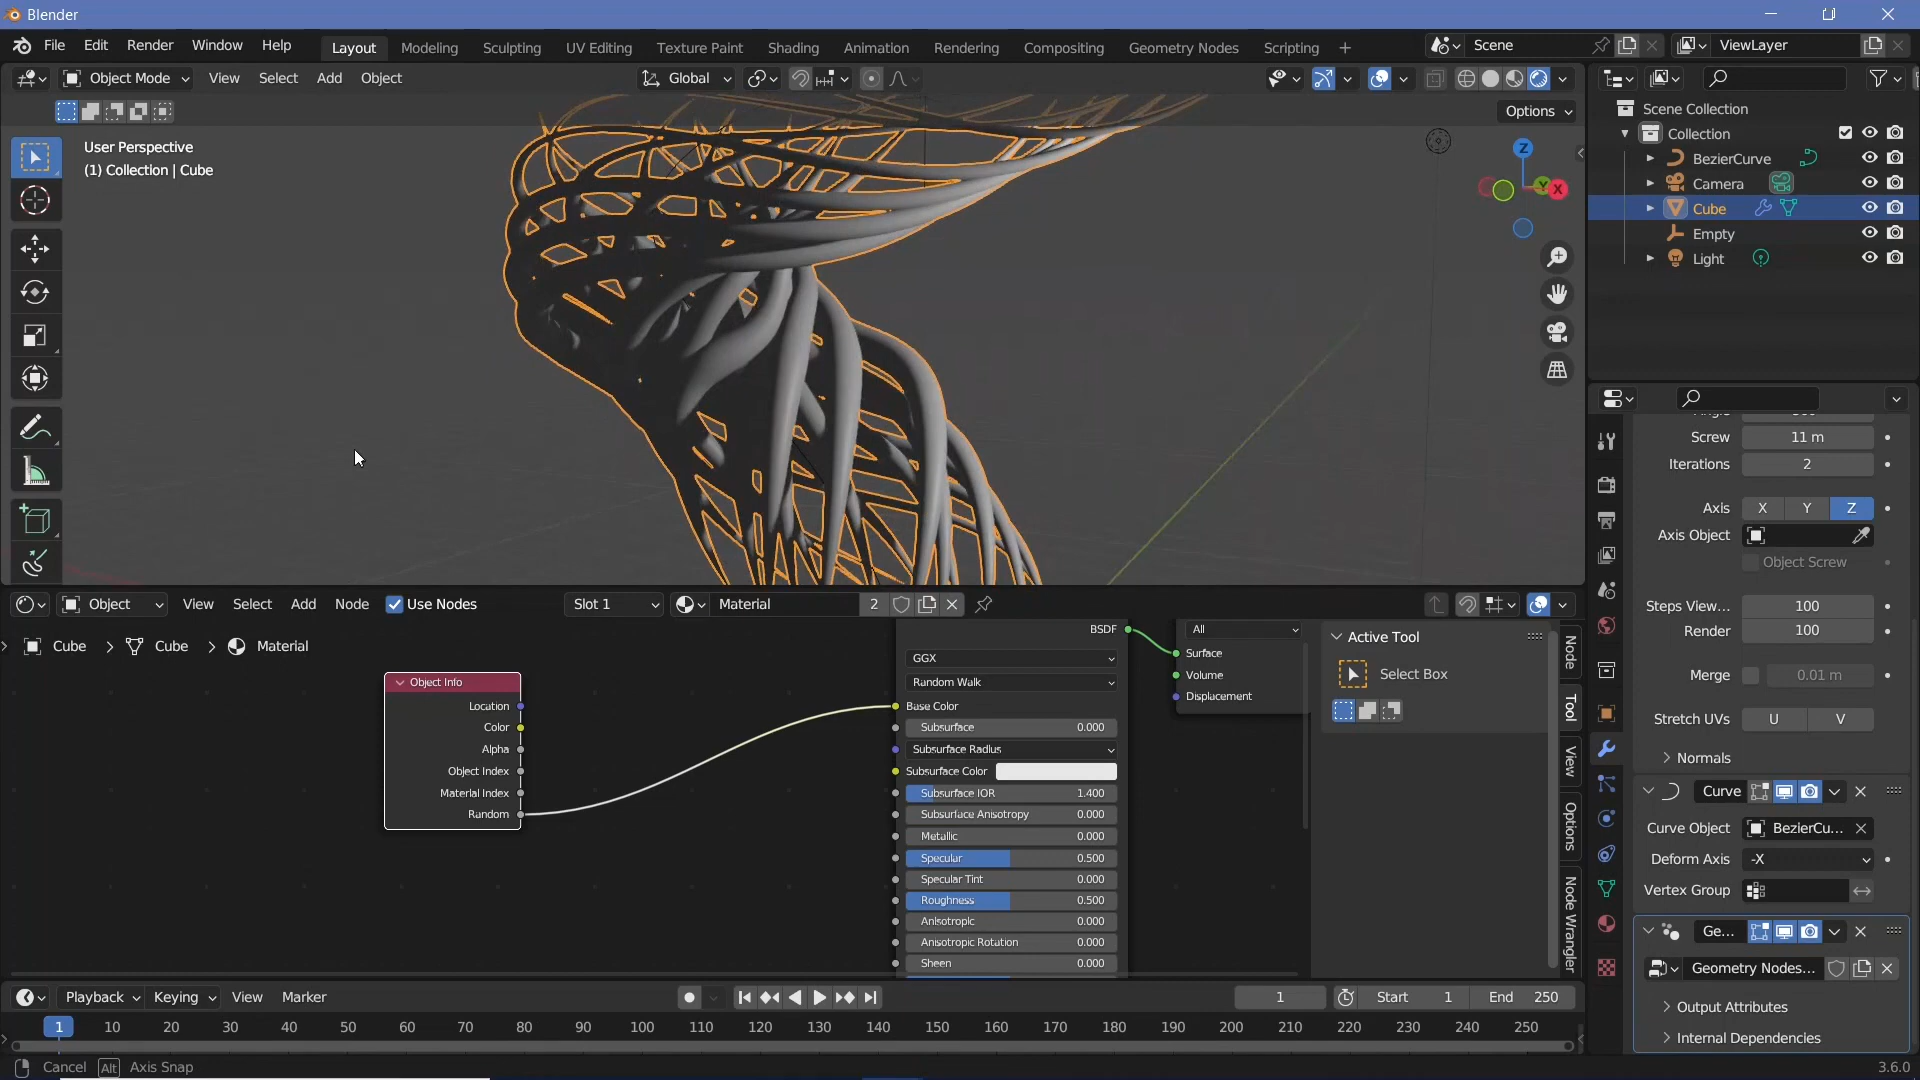 Blender
File Edit Render Window Help
Layout Modeling Sculpting UV Editing Texture Paint Shading Animation Rendering Compositing Geometry Nodes Scripting
Scene
ViewLayer
Object Mode View Select Add Object
Global
Options
User Perspective
(1) Collection | Cube
Z
Y
X
Scene Collection
Collection
BezierCurve
Camera
Cube
Empty
Light
Screw 11 m
Iterations 2
Axis X Y Z
Axis Object
Object Screw
Steps View... 100
Render 100
Merge 0.01 m
Stretch UVs U V
Normals
Curve
Curve Object BezierCu...
Deform Axis -X
Vertex Group
Ge...
Geometry Nodes...
Output Attributes
Internal Dependencies
Object View Select Add Node Use Nodes Slot 1 Material 2
Cube Cube Material
Object Info
Location
Color
Alpha
Object Index
Material Index
Random
BSDF
GGX
Random Walk
Base Color
Subsurface 0.000
Subsurface Radius
Subsurface Color
Subsurface IOR 1.400
Subsurface Anisotropy 0.000
Metallic 0.000
Specular 0.500
Specular Tint 0.000
Roughness 0.500
Anisotropic 0.000
Anisotropic Rotation 0.000
Sheen 0.000
All
Surface
Volume
Displacement
Active Tool
Select Box
Node
Tool
View
Options
Node Wrangler
Playback Keying View Marker
1 Start 1 End 250
1 10 20 30 40 50 60 70 80 90 100 110 120 130 140 150 160 170 180 190 200 210 220 230 240 250
Cancel Alt Axis Snap
3.6.0